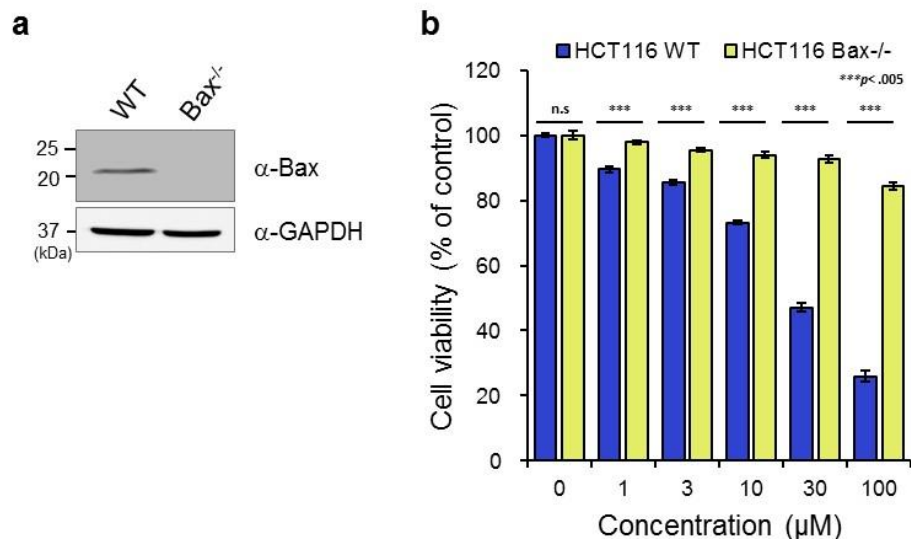 a
WT
Bax-/-
25
20
α-Bax
37
(kDa)
α-GAPDH
b
HCT116 WT
HCT116 Bax-/-
***p< .005
n.s
***
***
***
***
***
Cell viability (% of control)
120
100
80
60
40
20
0
0 1 3 10 30 100
Concentration (µM)